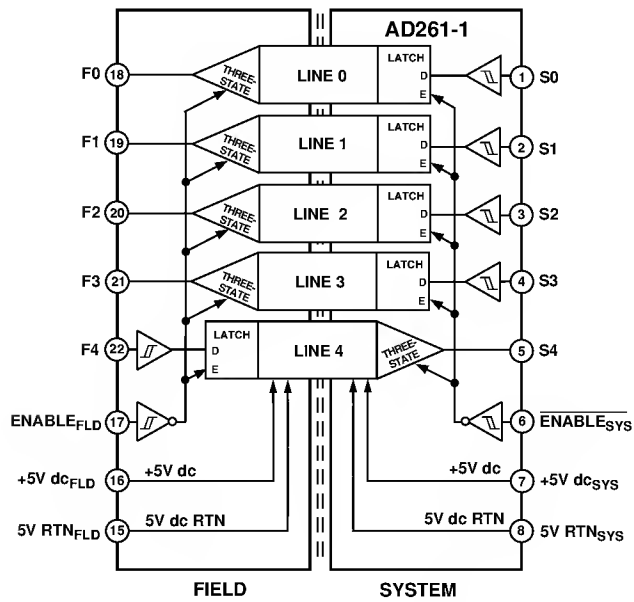 AD261-1
F0 18 THREE-STATE LINE 0 LATCH D E 1 S0
F1 19 THREE-STATE LINE 1 LATCH D E 2 S1
F2 20 THREE-STATE LINE 2 LATCH D E 3 S2
F3 21 THREE-STATE LINE 3 LATCH D E 4 S3
F4 22 LATCH D E LINE 4 THREE-STATE 5 S4
ENABLEFLD 17 6 ENABLESYS
+5V dcFLD 16 +5V dc +5V dc 7 +5V dcSYS
5V RTNFLD 15 5V dc RTN 5V dc RTN 8 5V RTNSYS
FIELD SYSTEM